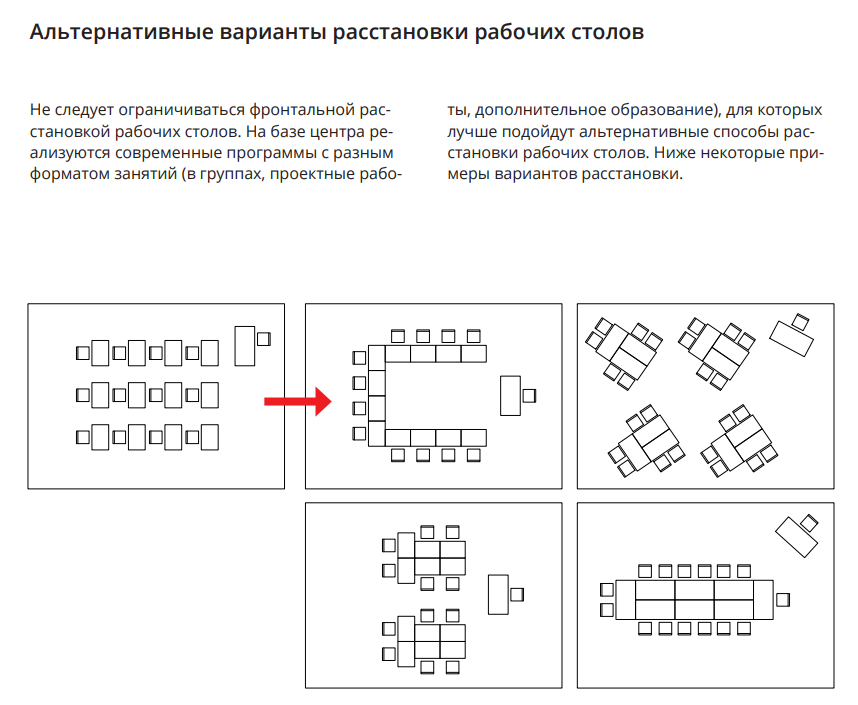 Альтернативные варианты расстановки рабочих столов
Не следует ограничиваться фронтальной рас-
становкой рабочих столов. На базе центра ре-
ализуются современные программы с разным
форматом занятий (в группах, проектные рабо-
ты, дополнительное образование), для которых
лучше подойдут альтернативные способы рас-
становки рабочих столов. Ниже некоторые при-
меры вариантов расстановки.